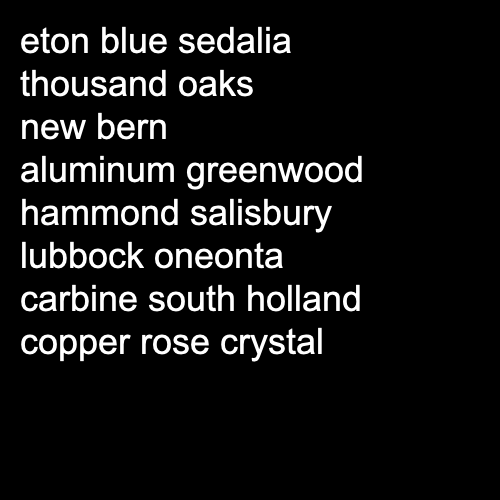 eton blue sedalia
thousand oaks
new bern
aluminum greenwood
hammond salisbury
lubbock oneonta
carbine south holland
copper rose crystal